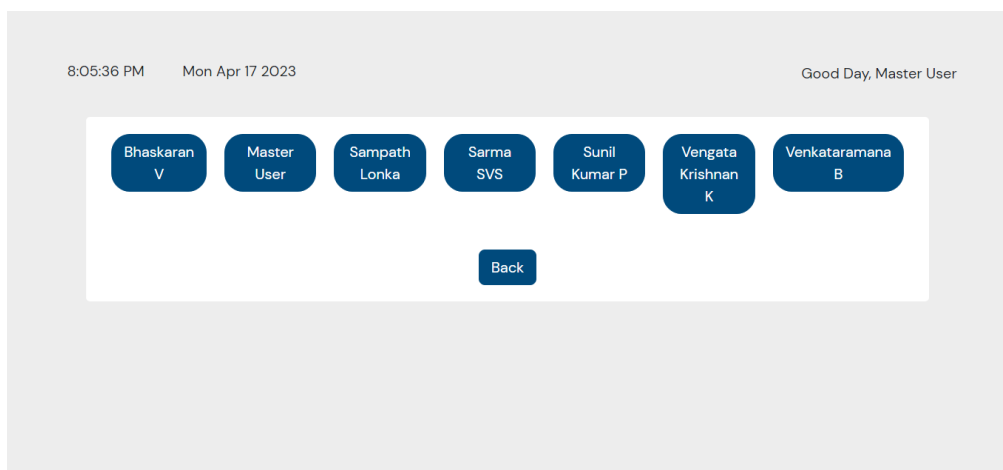 8:05:36 PM Mon Apr 17 2023
Good Day, Master User
Bhaskaran
V
Master
User
Sampath
Lonka
Sarma
SVS
Sunil
Kumar P
Vengata
Krishnan
K
Venkataramana
B
Back